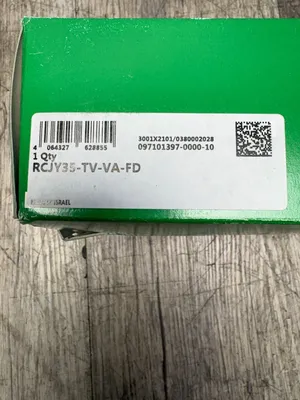 3001X2101/0380002028
097101397-0000-10
4 064327 628855
1 Qty
RCJY35-TV-VA-FD